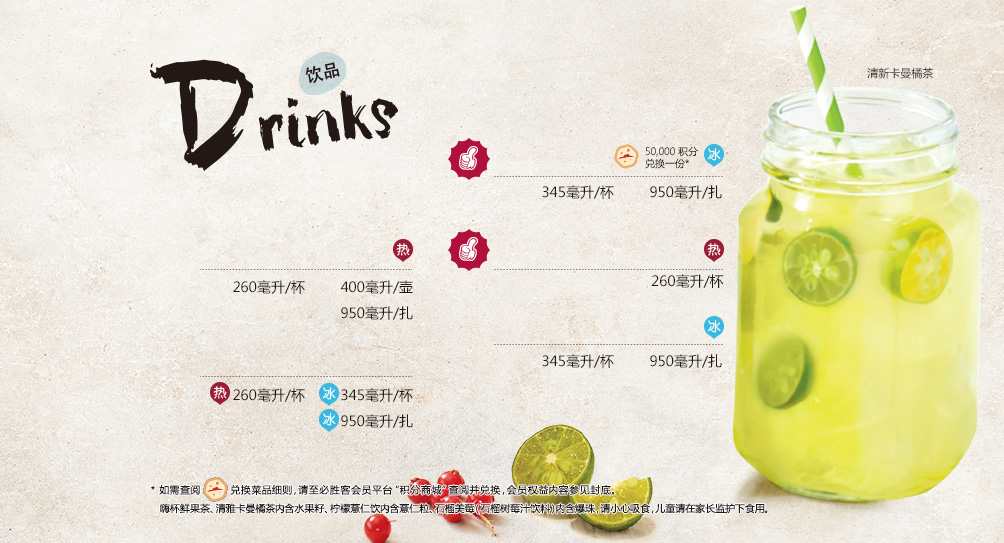 饮品
Drinks
清新卡曼橘茶
50,000 积分
兑换一份*
冰
345毫升/杯 950毫升/扎
热
260毫升/杯 400毫升/壶
950毫升/扎
热
260毫升/杯
冰
345毫升/杯 950毫升/扎
热 260毫升/杯 冰 345毫升/杯
冰 950毫升/扎
* 如需查阅 兑换菜品细则,请至必胜客会员平台“积分商城”查阅并兑换,会员权益内容参见封底。
嗨杯鲜果茶、清雅卡曼橘茶内含水果籽、柠檬薏仁饮内含薏仁粒、石榴美莓(石榴树莓汁饮料)内含爆珠,请小心吸食,儿童请在家长监护下食用。